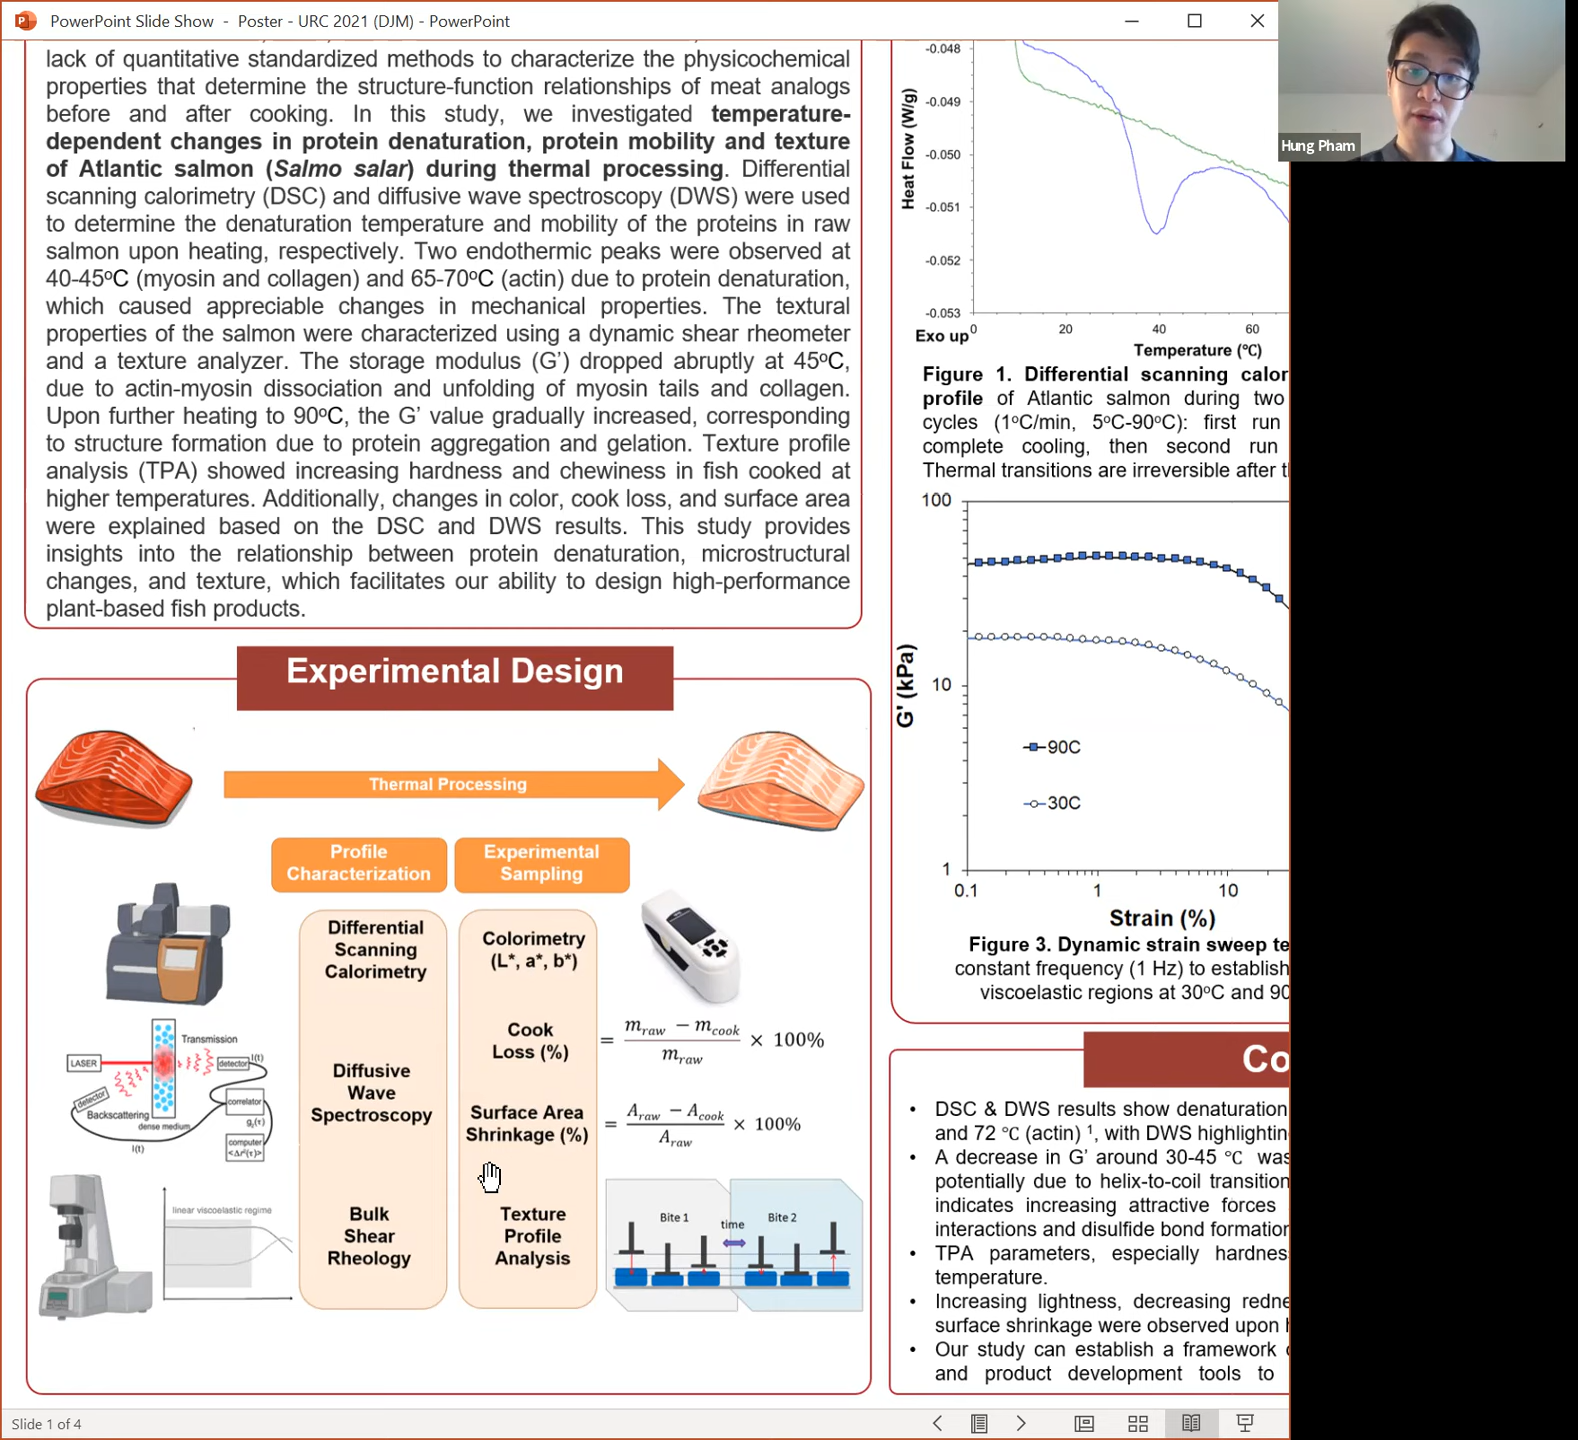 PowerPoint Slide Show - Poster - URC 2021 (DJM) - PowerPoint
Hung Pham
lack of quantitative standardized methods to characterize the physicochemical
properties that determine the structure-function relationships of meat analogs
before and after cooking. In this study, we investigated temperature-
dependent changes in protein denaturation, protein mobility and texture
of Atlantic salmon (Salmo salar) during thermal processing. Differential
scanning calorimetry (DSC) and diffusive wave spectroscopy (DWS) were used
to determine the denaturation temperature and mobility of the proteins in raw
salmon upon heating, respectively. Two endothermic peaks were observed at
40-45ºC (myosin and collagen) and 65-70ºC (actin) due to protein denaturation,
which caused appreciable changes in mechanical properties. The textural
properties of the salmon were characterized using a dynamic shear rheometer
and a texture analyzer. The storage modulus (G’) dropped abruptly at 45ºC,
due to actin-myosin dissociation and unfolding of myosin tails and collagen.
Upon further heating to 90ºC, the G’ value gradually increased, corresponding
to structure formation due to protein aggregation and gelation. Texture profile
analysis (TPA) showed increasing hardness and chewiness in fish cooked at
higher temperatures. Additionally, changes in color, cook loss, and surface area
were explained based on the DSC and DWS results. This study provides
insights into the relationship between protein denaturation, microstructural
changes, and texture, which facilitates our ability to design high-performance
plant-based fish products.
Experimental Design
Thermal Processing
Profile
Characterization
Experimental
Sampling
Differential
Scanning
Calorimetry
Diffusive
Wave
Spectroscopy
Bulk
Shear
Rheology
Colorimetry
(L*, a*, b*)
Cook
Loss (%)
= (m_raw − m_cook) / m_raw × 100%
Surface Area
Shrinkage (%)
= (A_raw − A_cook) / A_raw × 100%
Texture
Profile
Analysis
Transmission
LASER
detector
I(t)
detector
Backscattering
dense medium
correlator
g₂(τ)
computer
<Δr²(τ)>
I(t)
linear viscoelastic regime
Bite 1
time
Bite 2
Heat Flow (W/g)
-0.048
-0.049
-0.050
-0.051
-0.052
-0.053
Exo up
0
20
40
60
Temperature (℃)
Figure 1. Differential scanning calor
profile of Atlantic salmon during two
cycles (1ºC/min, 5ºC-90ºC): first run
complete cooling, then second run
Thermal transitions are irreversible after t
100
10
1
G' (kPa)
90C
30C
0.1
1
10
Strain (%)
Figure 3. Dynamic strain sweep te
constant frequency (1 Hz) to establish
viscoelastic regions at 30ºC and 90
Co
• DSC & DWS results show denaturation
and 72 ℃ (actin) ¹, with DWS highlightin
• A decrease in G’ around 30-45 ℃ was
potentially due to helix-to-coil transition
indicates increasing attractive forces
interactions and disulfide bond formation
• TPA parameters, especially hardnes
temperature.
• Increasing lightness, decreasing redne
surface shrinkage were observed upon
• Our study can establish a framework
and product development tools to
Slide 1 of 4